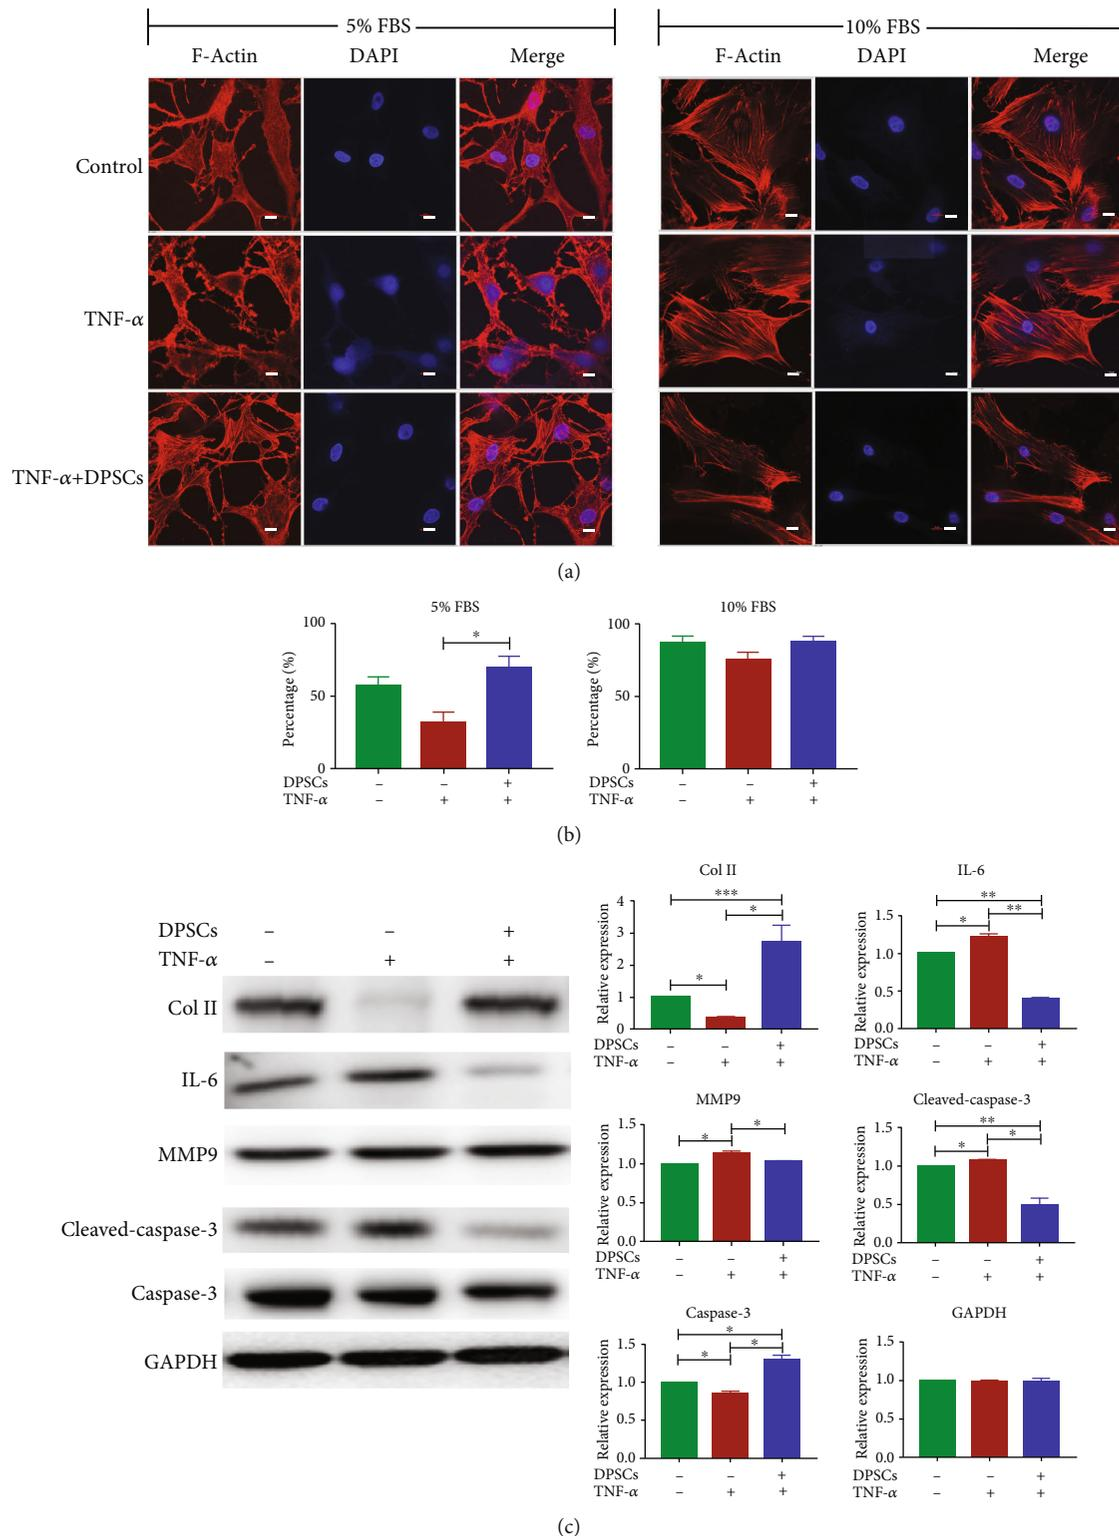 5% FBS 10% FBS
F-Actin DAPI Merge F-Actin DAPI Merge
Control
TNF-α
TNF-α+DPSCs
(a)
5% FBS
100
50
0
Percentage (%)
*
DPSCs – – +
TNF-α – + +
10% FBS
100
50
0
Percentage (%)
DPSCs – – +
TNF-α – + +
(b)
DPSCs – – +
TNF-α – + +
Col II
IL-6
MMP9
Cleaved-caspase-3
Caspase-3
GAPDH
Col II
4
3
2
1
0
Relative expression
***
*
*
DPSCs – – +
TNF-α – + +
IL-6
1.5
1.0
0.5
0.0
Relative expression
**
**
*
DPSCs – – +
TNF-α – + +
MMP9
1.5
1.0
0.5
0.0
Relative expression
* *
DPSCs – – +
TNF-α – + +
Cleaved-caspase-3
1.5
1.0
0.5
0.0
Relative expression
**
*
*
DPSCs – – +
TNF-α – + +
Caspase-3
1.5
1.0
0.5
0.0
Relative expression
*
*
*
DPSCs – – +
TNF-α – + +
GAPDH
1.5
1.0
0.5
0.0
Relative expression
DPSCs – – +
TNF-α – + +
(c)